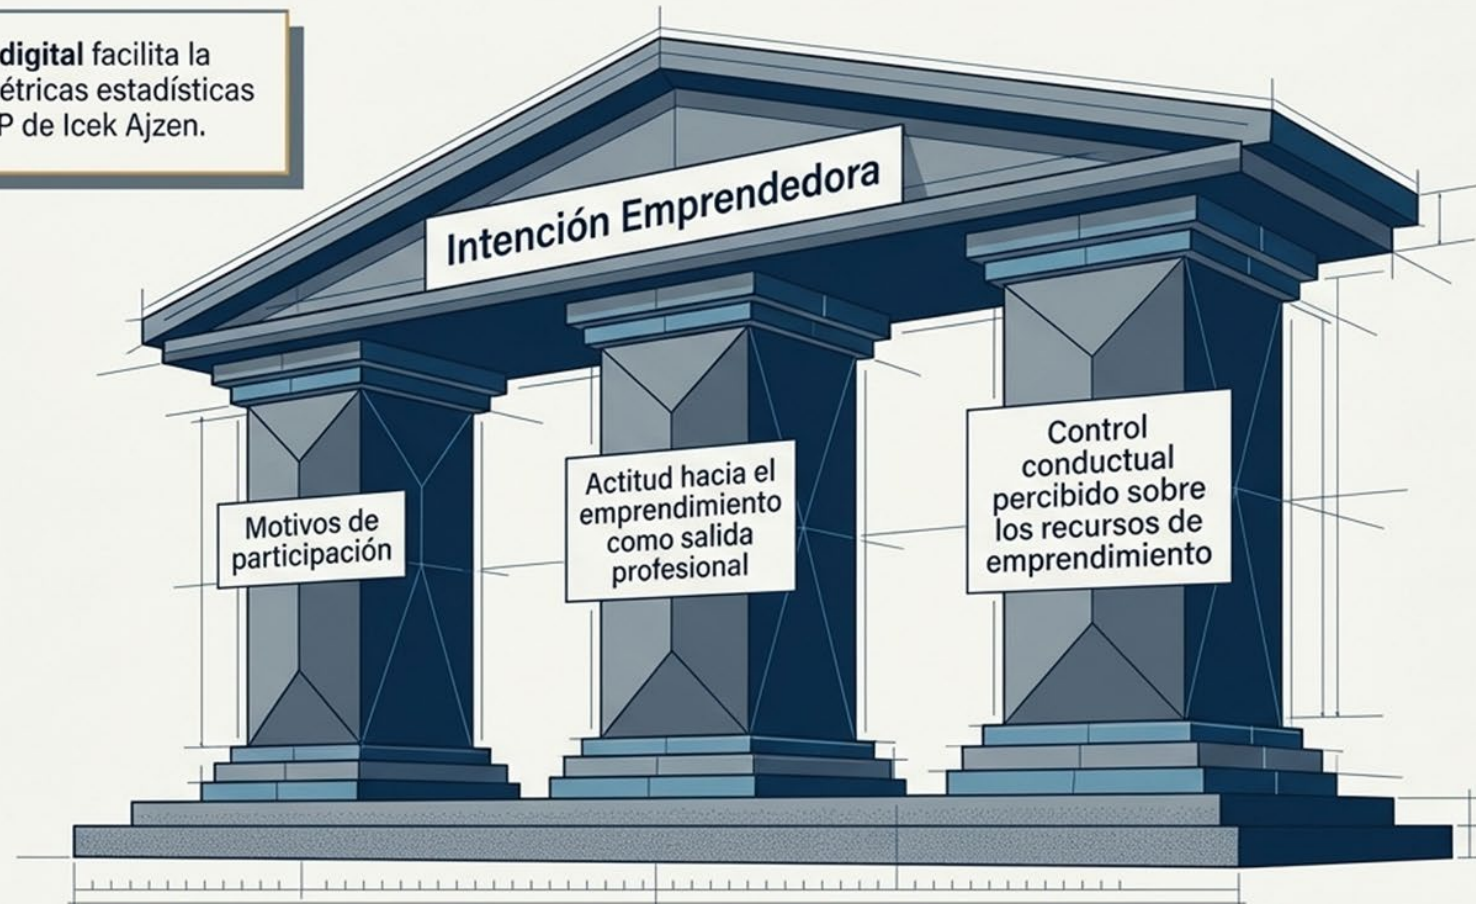 digital facilita la
étricas estadísticas
P de Icek Ajzen.
Intención Emprendedora
Motivos de
participación
Actitud hacia el
emprendimiento
como salida
profesional
Control
conductual
percibido sobre
los recursos de
emprendimiento